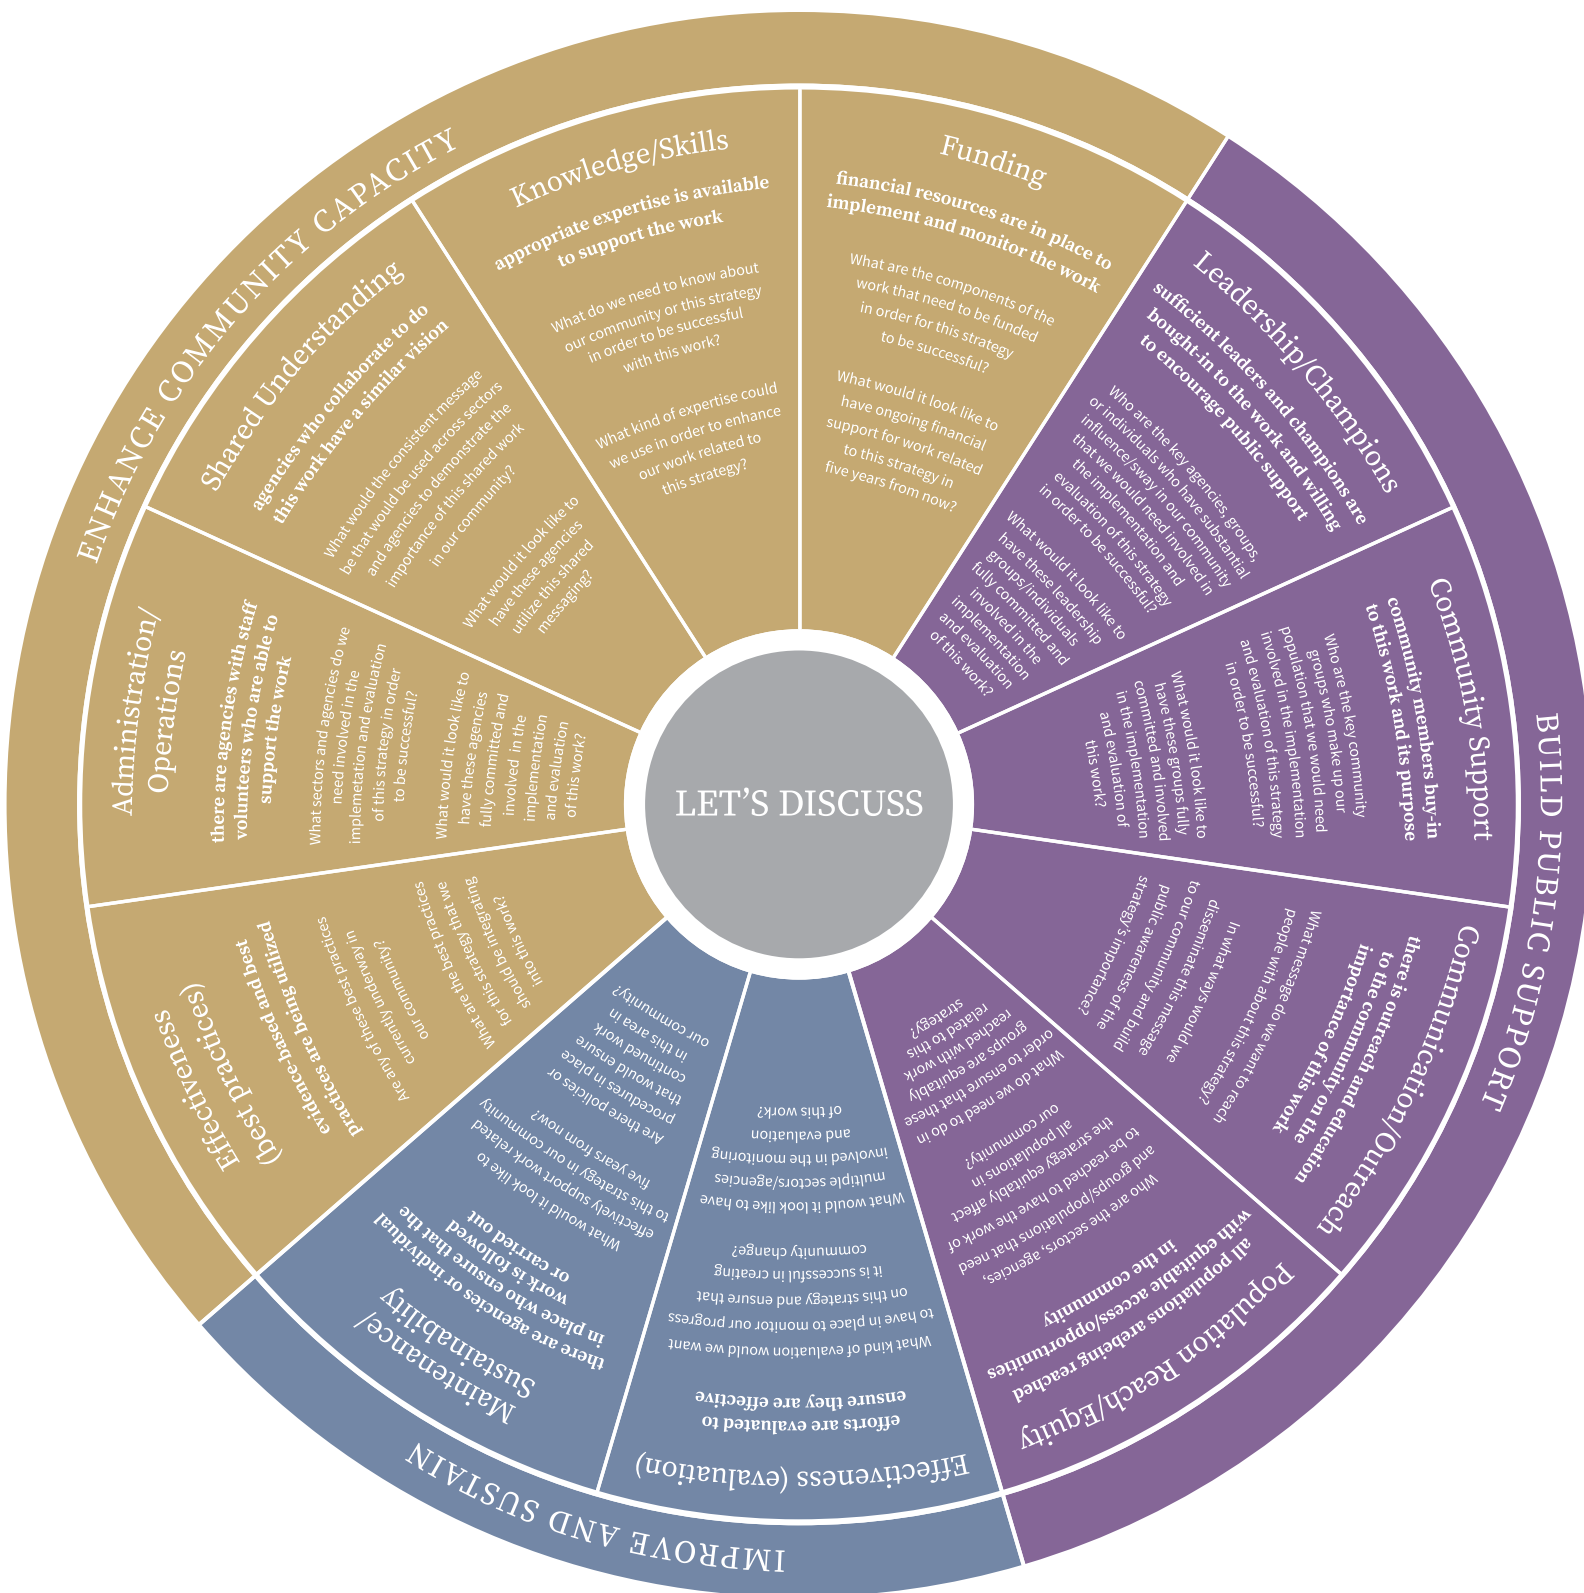 ENHANCE COMMUNITY CAPACITY
Funding
financial resources are in place to
implement and monitor the work
What are the components of the
work that need to be funded
in order for this strategy
to be successful?
What would it look like to
have ongoing financial
support for work related
to this strategy in
five years from now?
BUILD PUBLIC SUPPORT
Leadership/Champions
sufficient leaders and champions are
bought-in to the work and willing
to encourage public support
Who are the key agencies, groups,
or individuals who have substantial
influence/sway in our community
that we would need involved in
the implementation and
evaluation of this strategy
in order to be successful?
What would it look like to
have these leadership
groups/individuals
fully committed and
involved in the
implementation
and evaluation
of this work?
Community Support
community members buy-in
to this work and its purpose
Who are the key community
groups who make up our
population that we would need
involved in the implementation
and evaluation of this strategy
in order to be successful?
What would it look like to
have these groups fully
committed and involved
in the implementation
and evaluation of
this work?
Communication/Outreach
there is outreach and education
to the community on the
importance of this work
What message do we want to reach
people with about this strategy?
In what ways would we
disseminate this message
to our community and build
public awareness of the
strategy's importance?
Population Reach/Equity
all populations arebeing reached
with equitable access/opportunities
in the community
Who are the sectors, agencies,
and groups/populations that need
to be reached to have the work of
the strategy equitably affect
all populations in
our community?
What do we need to do in
order to ensure that these
groups are equitably
reached with work
related to this
strategy?
IMPROVE AND SUSTAIN
Effectiveness (evaluation)
efforts are evaluated to
ensure they are effective
What kind of evaluation would we want
to have in place to monitor our progress
on this strategy and ensure that
it is successful in creating
community change?
What would it look like to have
multiple sectors/agencies
involved in the monitoring
and evaluation
of this work?
Maintenance/
Sustainability
there are agencies or individual
in place who ensure that the
work is followed
or carried out
What would it look like to
effectively support work related
to this strategy in our community
five years from now?
Are there policies or
procedures in place
that would ensure
continued work
in this area in
our community?
Effectiveness
(best practices)
evidence-based and best
practices are being utilized
Are any of these best practices
currently underway in
our community?
What are the best practices
for this strategy that we
should be integrating
into this work?
Administration/
Operations
there are agencies with staff
volunteers who are able to
support the work
What sectors and agencies do we
need involved in the
implemetation and evaluation
of this strategy in order
to be successful?
What would it look like to
have these agencies
fully committed and
involved in the
implementation
and evaluation
of this work?
Shared Understanding
agencies who collaborate to do
this work have a similar vision
What would the consistent message
be that would be used across sectors
and agencies to demonstrate the
importance of this shared work
in our community?
What would it look like to
have these agencies
utilize this shared
messaging?
Knowledge/Skills
appropriate expertise is available
to support the work
What do we need to know about
our community or this strategy
in order to be successful
with this work?
What kind of expertise could
we use in order to enhance
our work related to
this strategy?
LET'S DISCUSS